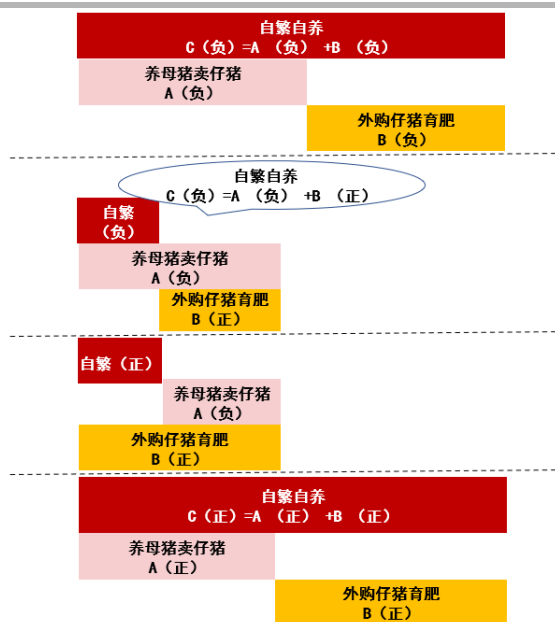 自繁自养
C（负）=A （负） +B （负）
养母猪卖仔猪
A（负）
外购仔猪育肥
B（负）
自繁自养
C（负）=A （负） +B （正）
自繁
（负）
养母猪卖仔猪
A（负）
外购仔猪育肥
B（正）
自繁（正）
养母猪卖仔猪
A（负）
外购仔猪育肥
B（正）
自繁自养
C（正）=A （正） +B （正）
养母猪卖仔猪
A（正）
外购仔猪育肥
B（正）